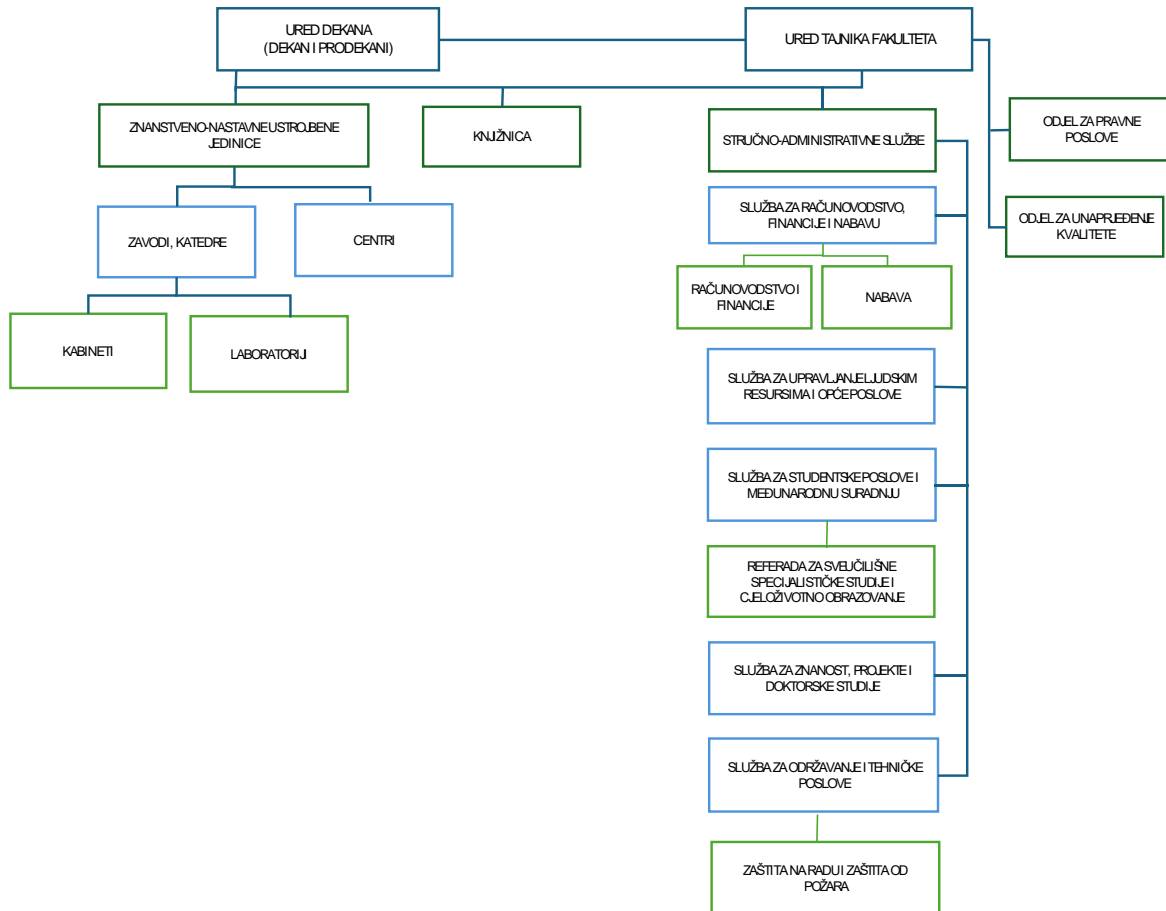 URED DEKANA
(DEKAN I PRODEKANI)
URED TAJNIKA FAKULTETA
ZNANSTVENO-NASTAVNE USTROJBENE
JEDINICE
KNJIŽNICA
STRUČNO-ADMINISTRATIVNE SLUŽBE
ODJEL ZA PRAVNE
POSLOVE
ZAVODI, KATEDRE
CENTRI
SLUŽBA ZA RAČUNOVODSTVO,
FINANCIJE I NABAVU
ODJEL ZA UNAPRJEĐENJE
KVALITETE
RAČUNOVODSTVO I
FINANCIJE
NABAVA
KABINETI
LABORATORIJI
SLUŽBA ZA UPRAVLJANJE LJUDSKIM
RESURSIMA I OPĆE POSLOVE
SLUŽBA ZA STUDENTSKE POSLOVE I
MEĐUNARODNU SURADNJU
REFERADA ZA SVEUČILIŠNE
SPECIJALISTIČKE STUDIJE I
CJELOŽIVOTNO OBRAZOVANJE
SLUŽBA ZA ZNANOST, PROJEKTE I
DOKTORSKE STUDIJE
SLUŽBA ZA ODRŽAVANJE I TEHNIČKE
POSLOVE
ZAŠTITA NA RADU I ZAŠTITA OD
POŽARA